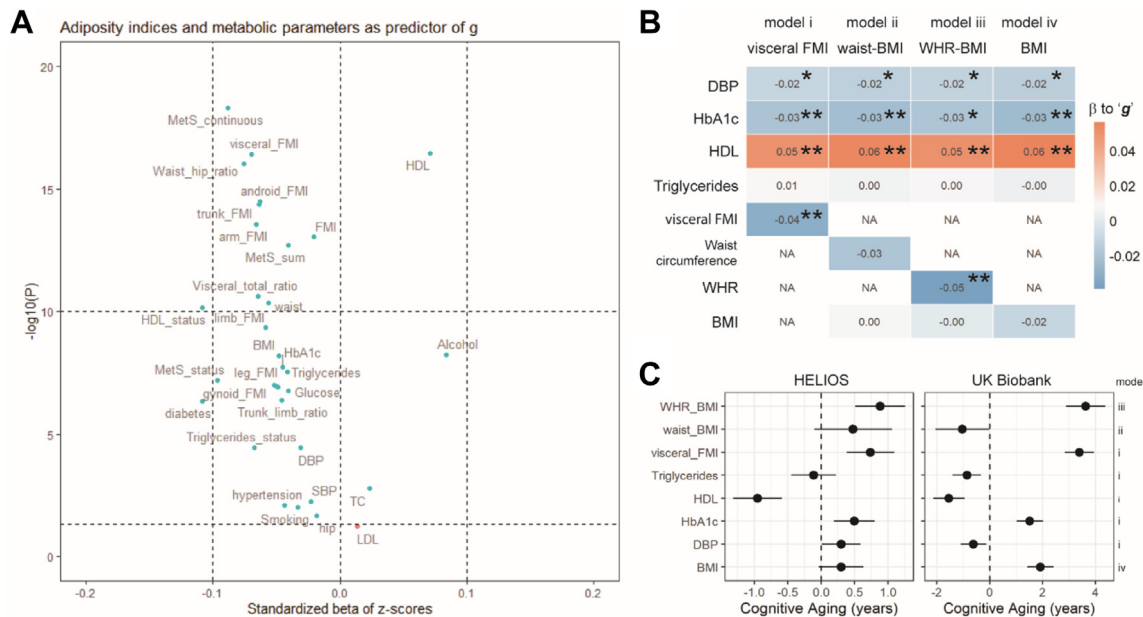 A
Adiposity indices and metabolic parameters as predictor of g
20
15
10
5
0
-log10(P)
MetS_continuous
visceral_FMI
HDL
Waist_hip_ratio
android_FMI
trunk_FMI
FMI
arm_FMI
MetS_sum
Visceral_total_ratio
waist
HDL_status
limb_FMI
BMI
HbA1c
Alcohol
MetS_status
leg_FMI
Triglycerides
gynoid_FMI
Glucose
diabetes
Trunk_limb_ratio
Triglycerides_status
DBP
hypertension
SBP
TC
Smoking
hip
LDL
-0.2 -0.1 0.0 0.1 0.2
Standardized beta of z-scores
B
model i model ii model iii model iv
visceral FMI waist-BMI WHR-BMI BMI
DBP -0.02 * -0.02 * -0.02 * -0.02 *
HbA1c -0.03 ** -0.03 ** -0.03 * -0.03 **
HDL 0.05 ** 0.06 ** 0.05 ** 0.06 **
Triglycerides 0.01 0.00 0.00 -0.00
visceral FMI -0.04 ** NA NA NA
Waist
circumference NA -0.03 NA NA
WHR NA NA -0.05 ** NA
BMI NA 0.00 -0.00 -0.02
β to 'g'
0.04
0.02
0
-0.02
C
HELIOS UK Biobank mode
WHR_BMI iii
waist_BMI ii
visceral_FMI i
Triglycerides i
HDL i
HbA1c i
DBP i
BMI iv
-1.0 -0.5 0.0 0.5 1.0 -2 0 2 4
Cognitive Aging (years) Cognitive Aging (years)